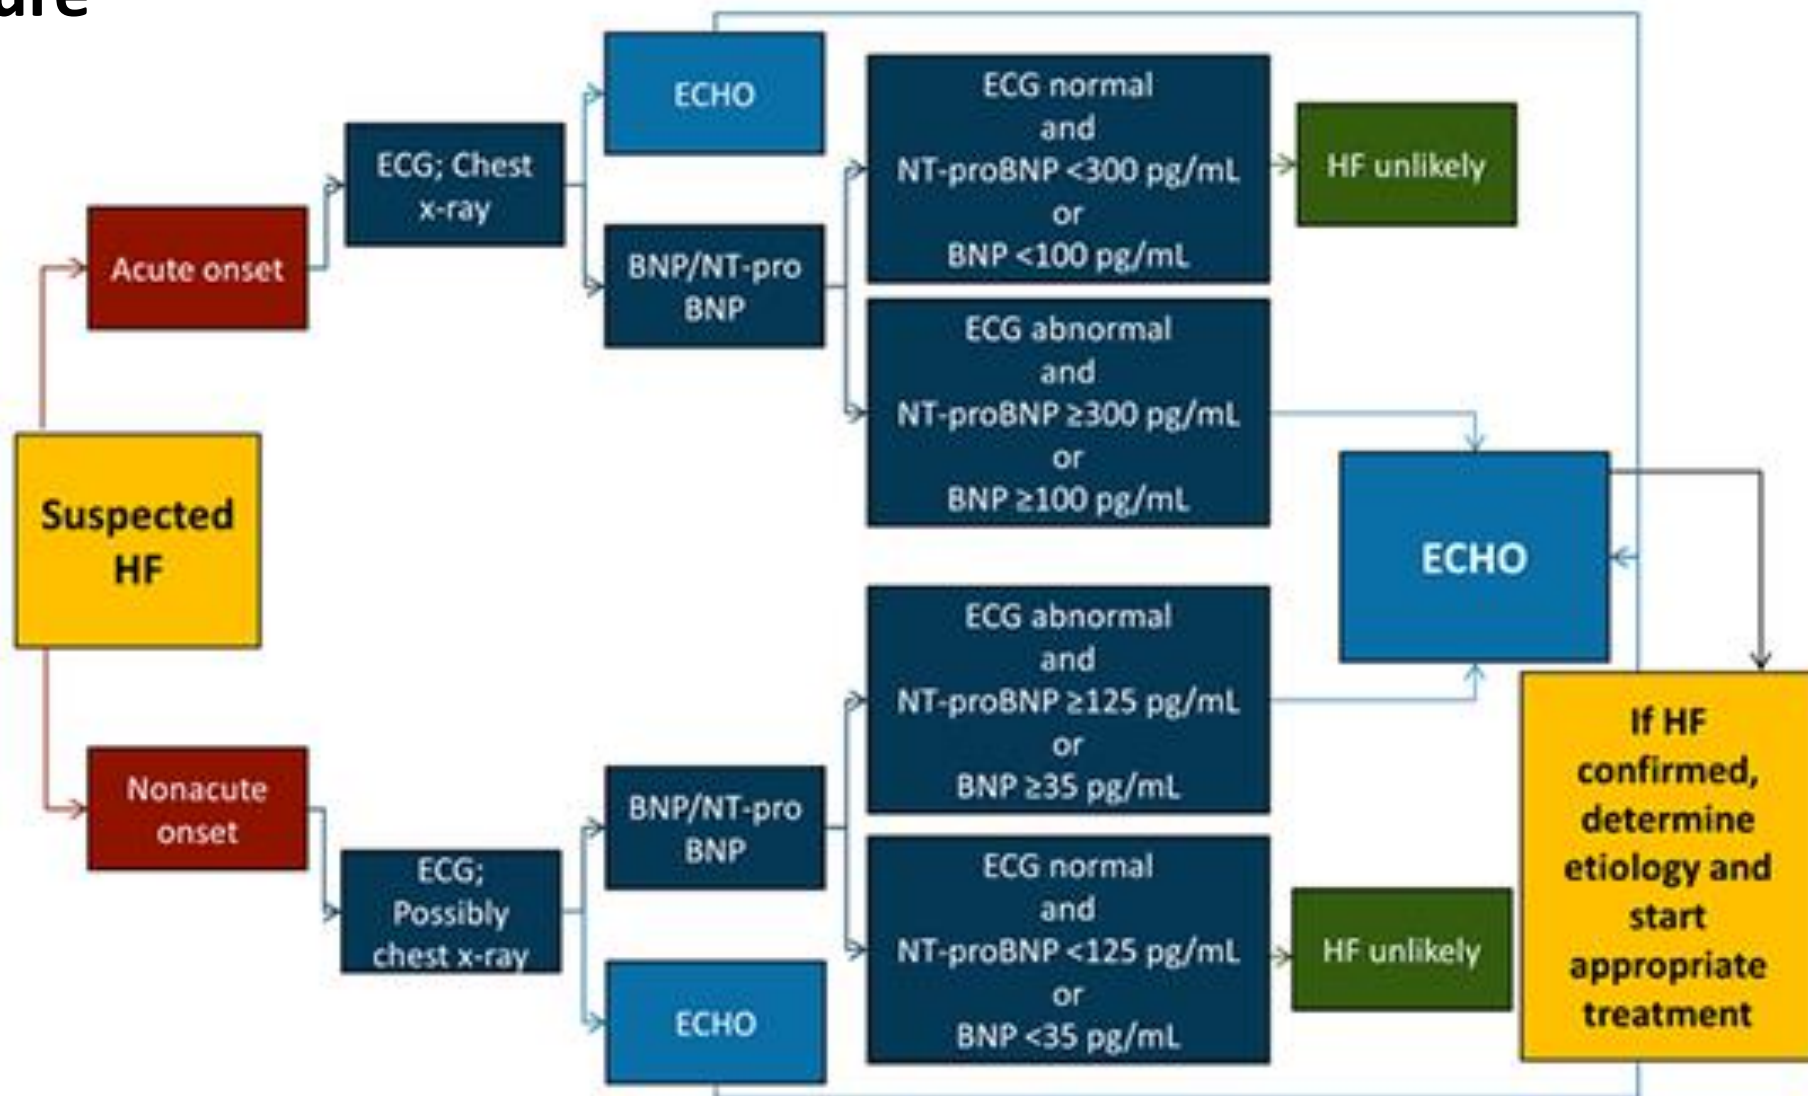 ure
ECHO
ECG; Chest
x-ray
Acute onset
BNP/NT-pro
BNP
ECG normal
and
NT-proBNP <300 pg/mL
or
BNP <100 pg/mL
HF unlikely
ECG abnormal
and
NT-proBNP ≥300 pg/mL
or
BNP ≥100 pg/mL
Suspected
HF
ECHO
Nonacute
onset
ECG;
Possibly
chest x-ray
BNP/NT-pro
BNP
ECHO
ECG abnormal
and
NT-proBNP ≥125 pg/mL
or
BNP ≥35 pg/mL
ECG normal
and
NT-proBNP <125 pg/mL
or
BNP <35 pg/mL
HF unlikely
If HF
confirmed,
determine
etiology and
start
appropriate
treatment